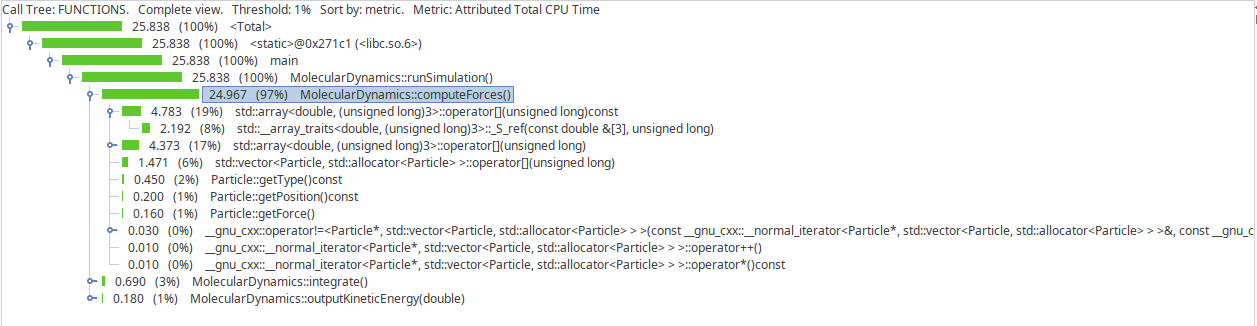 Call Tree: FUNCTIONS.   Complete view.   Threshold: 1%   Sort by: metric.   Metric: Attributed Total CPU Time
25.838 (100%) <Total>
25.838 (100%) <static>@0x271c1 (<libc.so.6>)
25.838 (100%) main
25.838 (100%) MolecularDynamics::runSimulation()
24.967 (97%) MolecularDynamics::computeForces()
4.783 (19%) std::array<double, (unsigned long)3>::operator[](unsigned long)const
2.192 (8%) std::__array_traits<double, (unsigned long)3>::_S_ref(const double &[3], unsigned long)
4.373 (17%) std::array<double, (unsigned long)3>::operator[](unsigned long)
1.471 (6%) std::vector<Particle, std::allocator<Particle> >::operator[](unsigned long)
0.450 (2%) Particle::getType()const
0.200 (1%) Particle::getPosition()const
0.160 (1%) Particle::getForce()
0.030 (0%) __gnu_cxx::operator!=<Particle*, std::vector<Particle, std::allocator<Particle> > >(const __gnu_cxx::__normal_iterator<Particle*, std::vector<Particle, std::allocator<Particle> > >&, const __gnu_c
0.010 (0%) __gnu_cxx::__normal_iterator<Particle*, std::vector<Particle, std::allocator<Particle> > >::operator++()
0.010 (0%) __gnu_cxx::__normal_iterator<Particle*, std::vector<Particle, std::allocator<Particle> > >::operator*()const
0.690 (3%) MolecularDynamics::integrate()
0.180 (1%) MolecularDynamics::outputKineticEnergy(double)